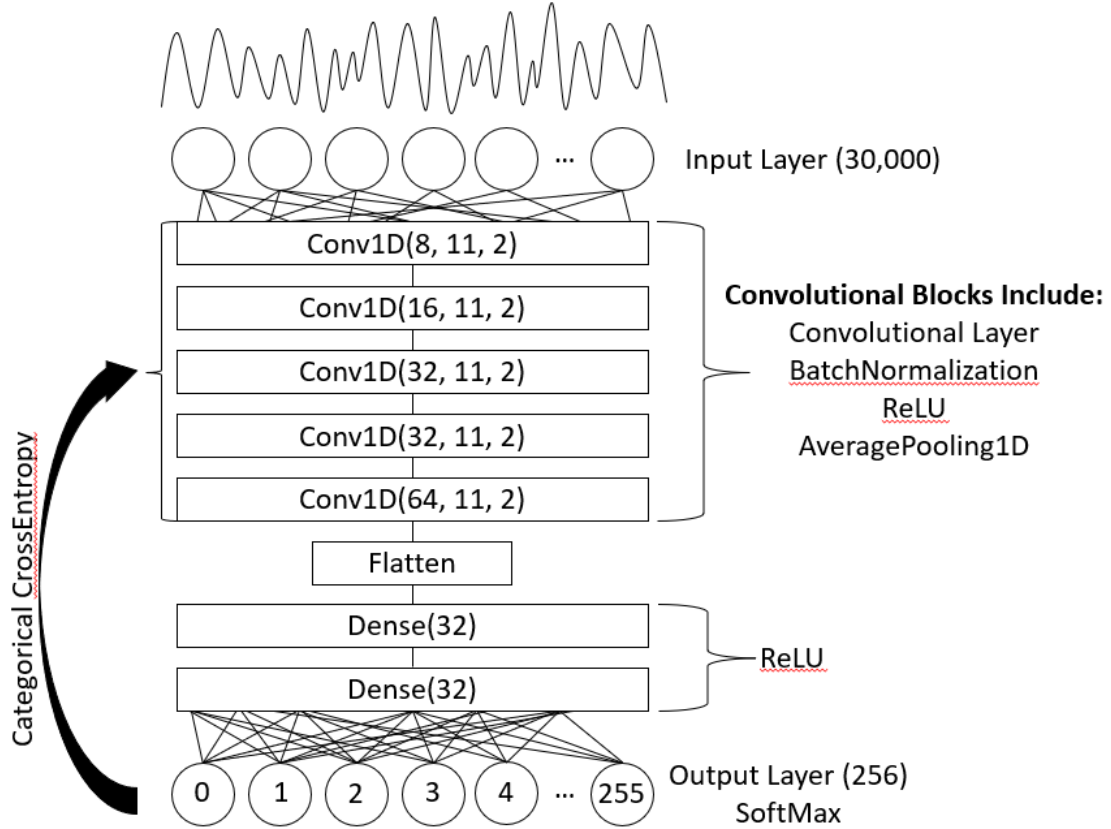 ...
Input Layer (30,000)
Conv1D(8, 11, 2)
Conv1D(16, 11, 2)
Conv1D(32, 11, 2)
Conv1D(32, 11, 2)
Conv1D(64, 11, 2)
Convolutional Blocks Include:
Convolutional Layer
BatchNormalization
ReLU
AveragePooling1D
Categorical CrossEntropy
Flatten
Dense(32)
Dense(32)
ReLU
0 1 2 3 4 ... 255
Output Layer (256)
SoftMax